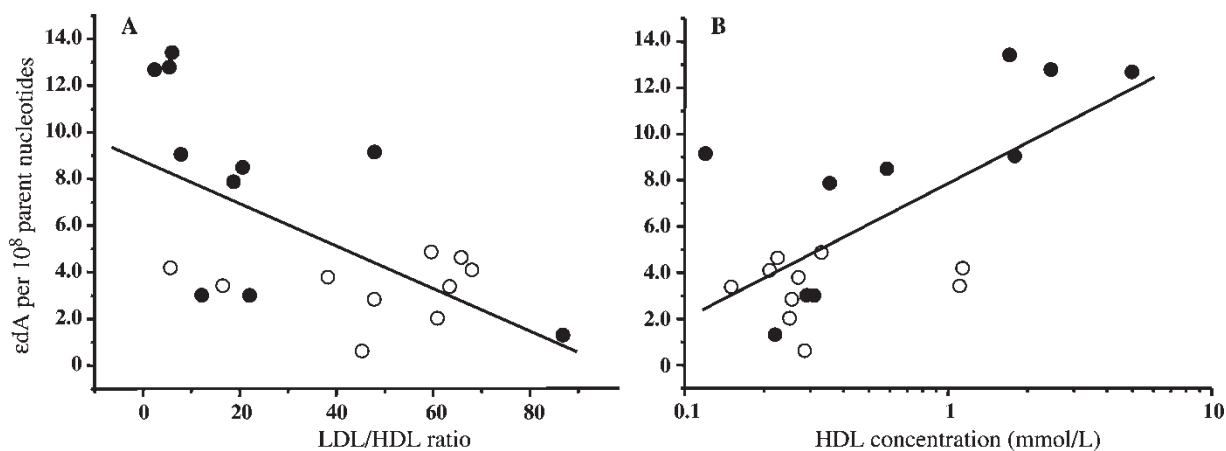 A
14.0
12.0
10.0
8.0
6.0
4.0
2.0
0
εdA per 10⁸ parent nucleotides
0 20 40 60 80
LDL/HDL ratio
B
14.0
12.0
10.0
8.0
6.0
4.0
2.0
0
0.1 1 10
HDL concentration (mmol/L)